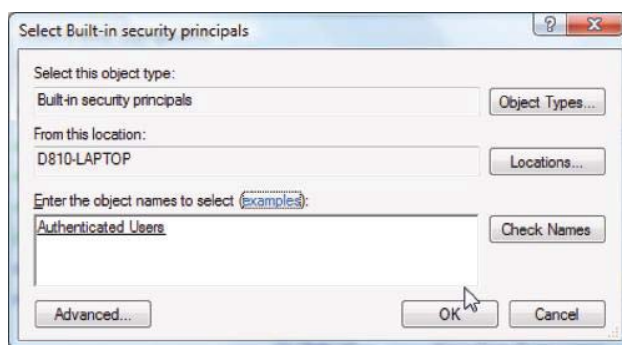 Select Built-in security principals
Select this object type:
Built-in security principals
Object Types...
From this location:
D810-LAPTOP
Locations...
Enter the object names to select (examples):
Authenticated Users
Check Names
Advanced...
OK
Cancel